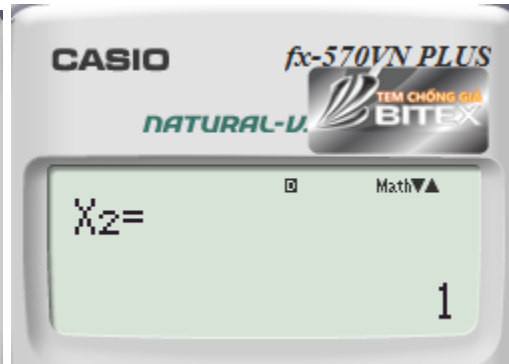 CASIO fx-570VN PLUS
TEM CHỐNG GIẢ
NATURAL-V. BITEX
D Math▼▲
X2=
1